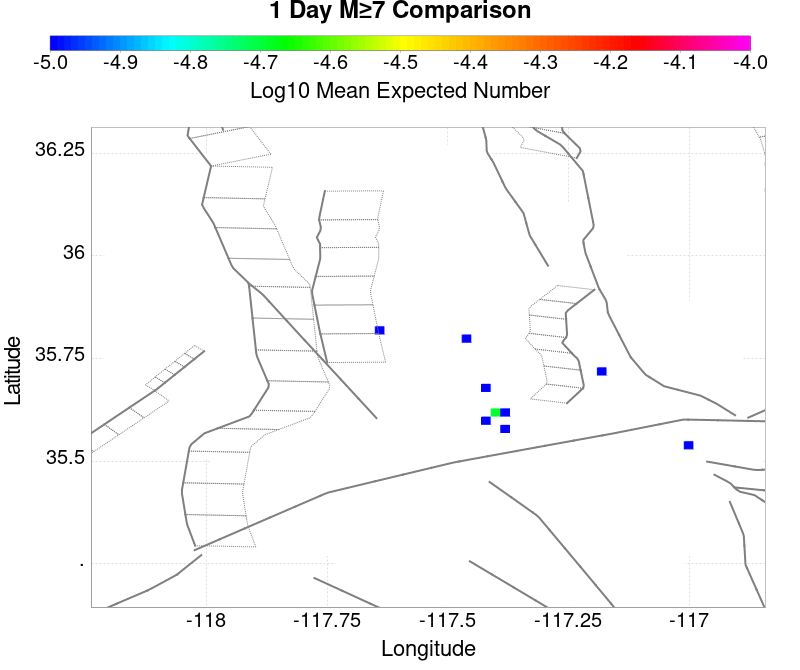 1 Day M≥7 Comparison
-5.0 -4.9 -4.8 -4.7 -4.6 -4.5 -4.4 -4.3 -4.2 -4.1 -4.0
Log10 Mean Expected Number
36.25
36
35.75
35.5
.
Latitude
-118 -117.75 -117.5 -117.25 -117
Longitude